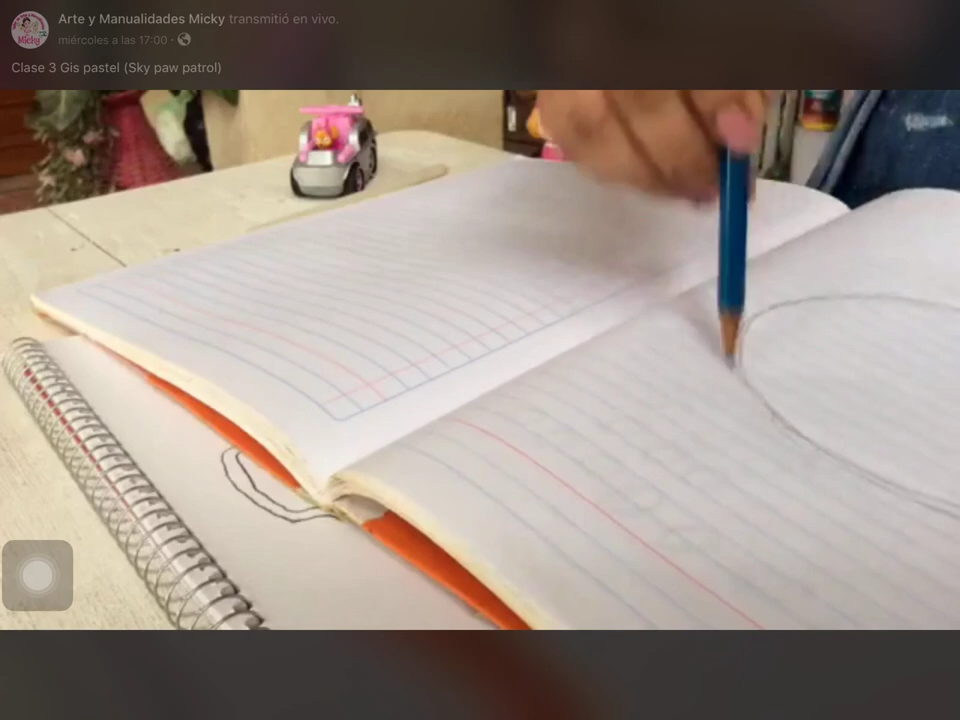 Arte y Manualidades Micky transmitió en vivo.
miércoles a las 17:00 ·
Clase 3 Gis pastel (Sky paw patrol)
Micky